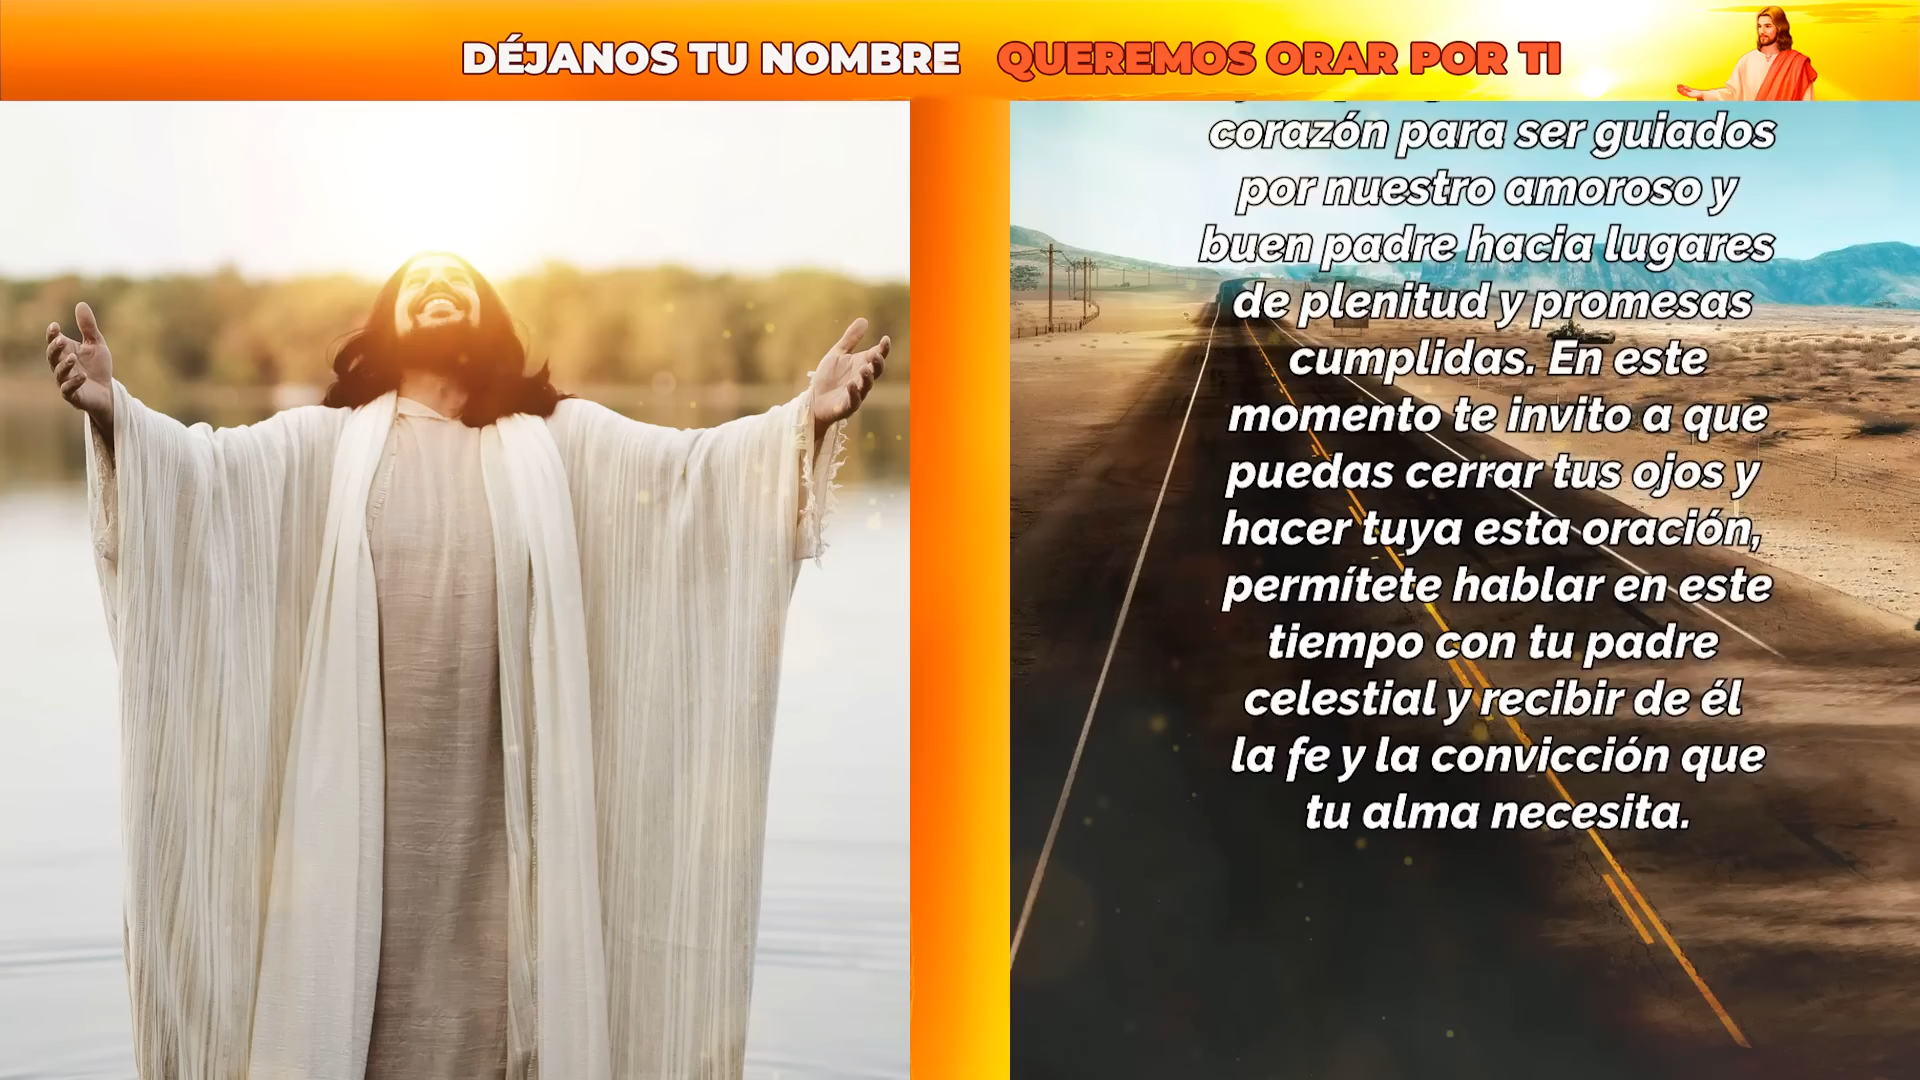 DÉJANOS TU NOMBRE QUEREMOS ORAR POR TI
corazón para ser guiados
por nuestro amoroso y
buen padre hacia lugares
de plenitud y promesas
cumplidas. En este
momento te invito a que
puedas cerrar tus ojos y
hacer tuya esta oración,
permítete hablar en este
tiempo con tu padre
celestial y recibir de él
la fe y la convicción que
tu alma necesita.